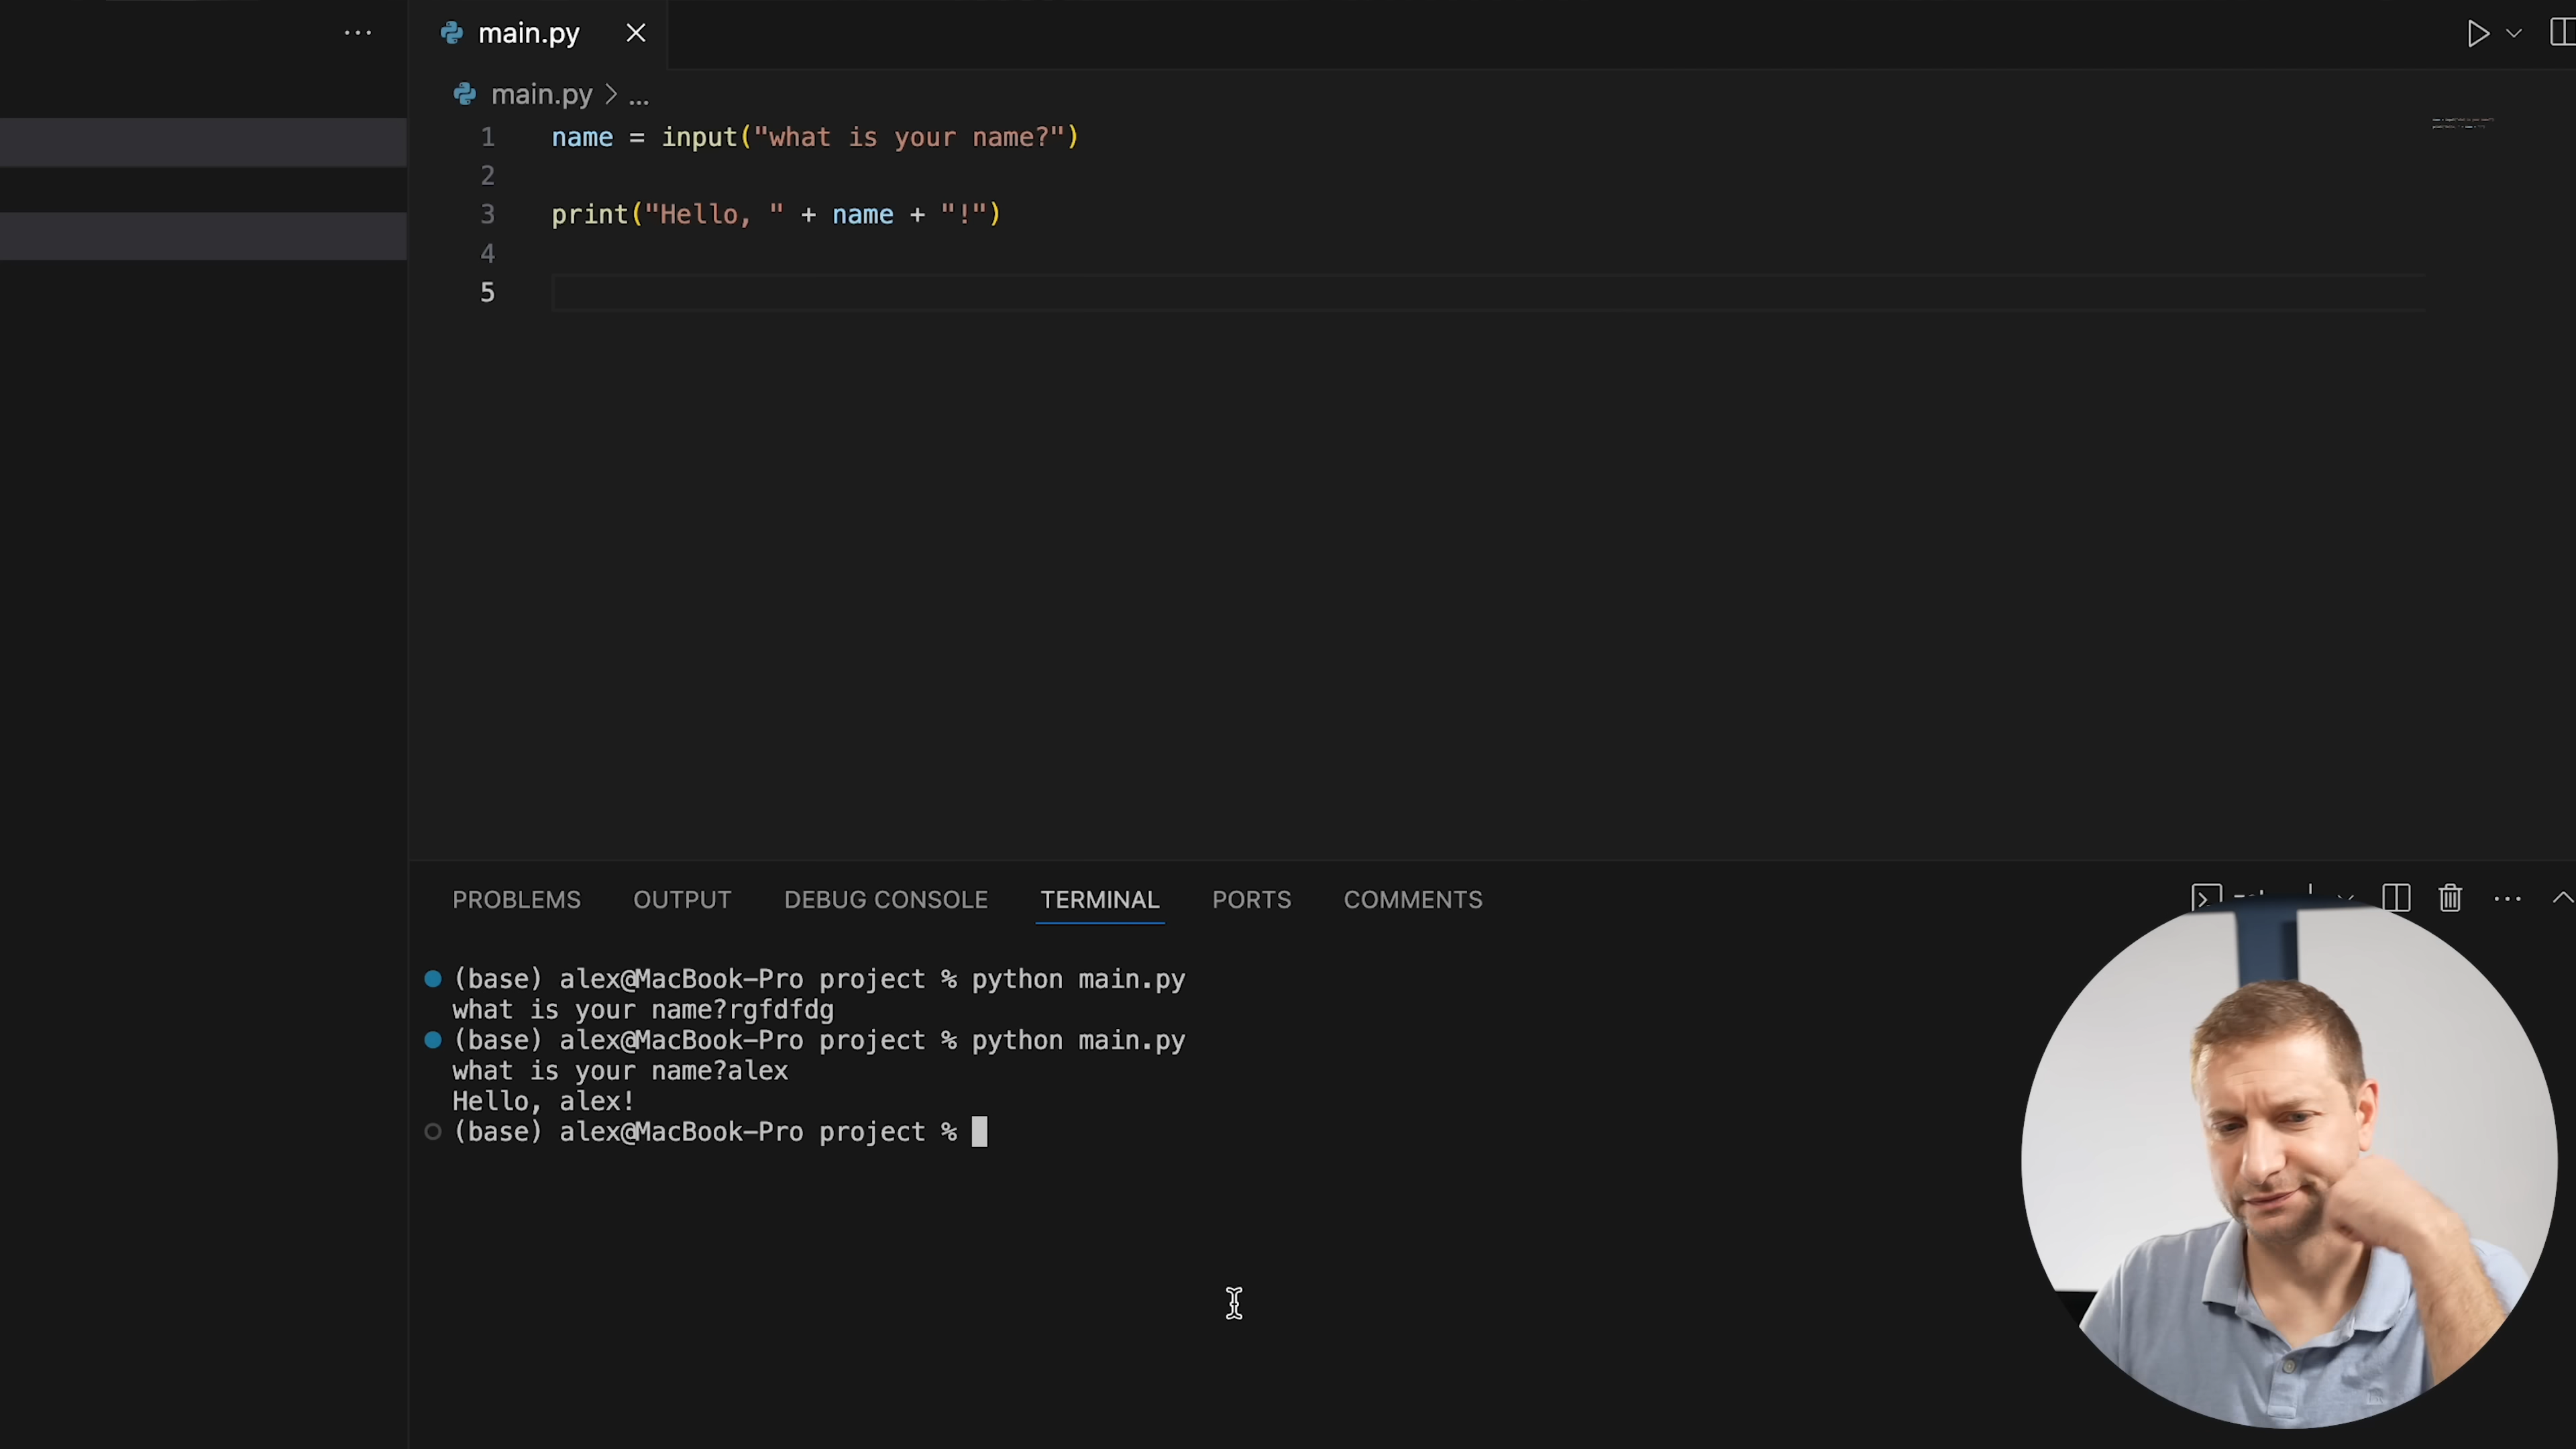 main.py
main.py > ...
1 name = input("what is your name?")
2
3 print("Hello, " + name + "!")
4
5
PROBLEMS OUTPUT DEBUG CONSOLE TERMINAL PORTS COMMENTS
(base) alex@MacBook-Pro project % python main.py
what is your name?rgfdfdg
(base) alex@MacBook-Pro project % python main.py
what is your name?alex
Hello, alex!
(base) alex@MacBook-Pro project %